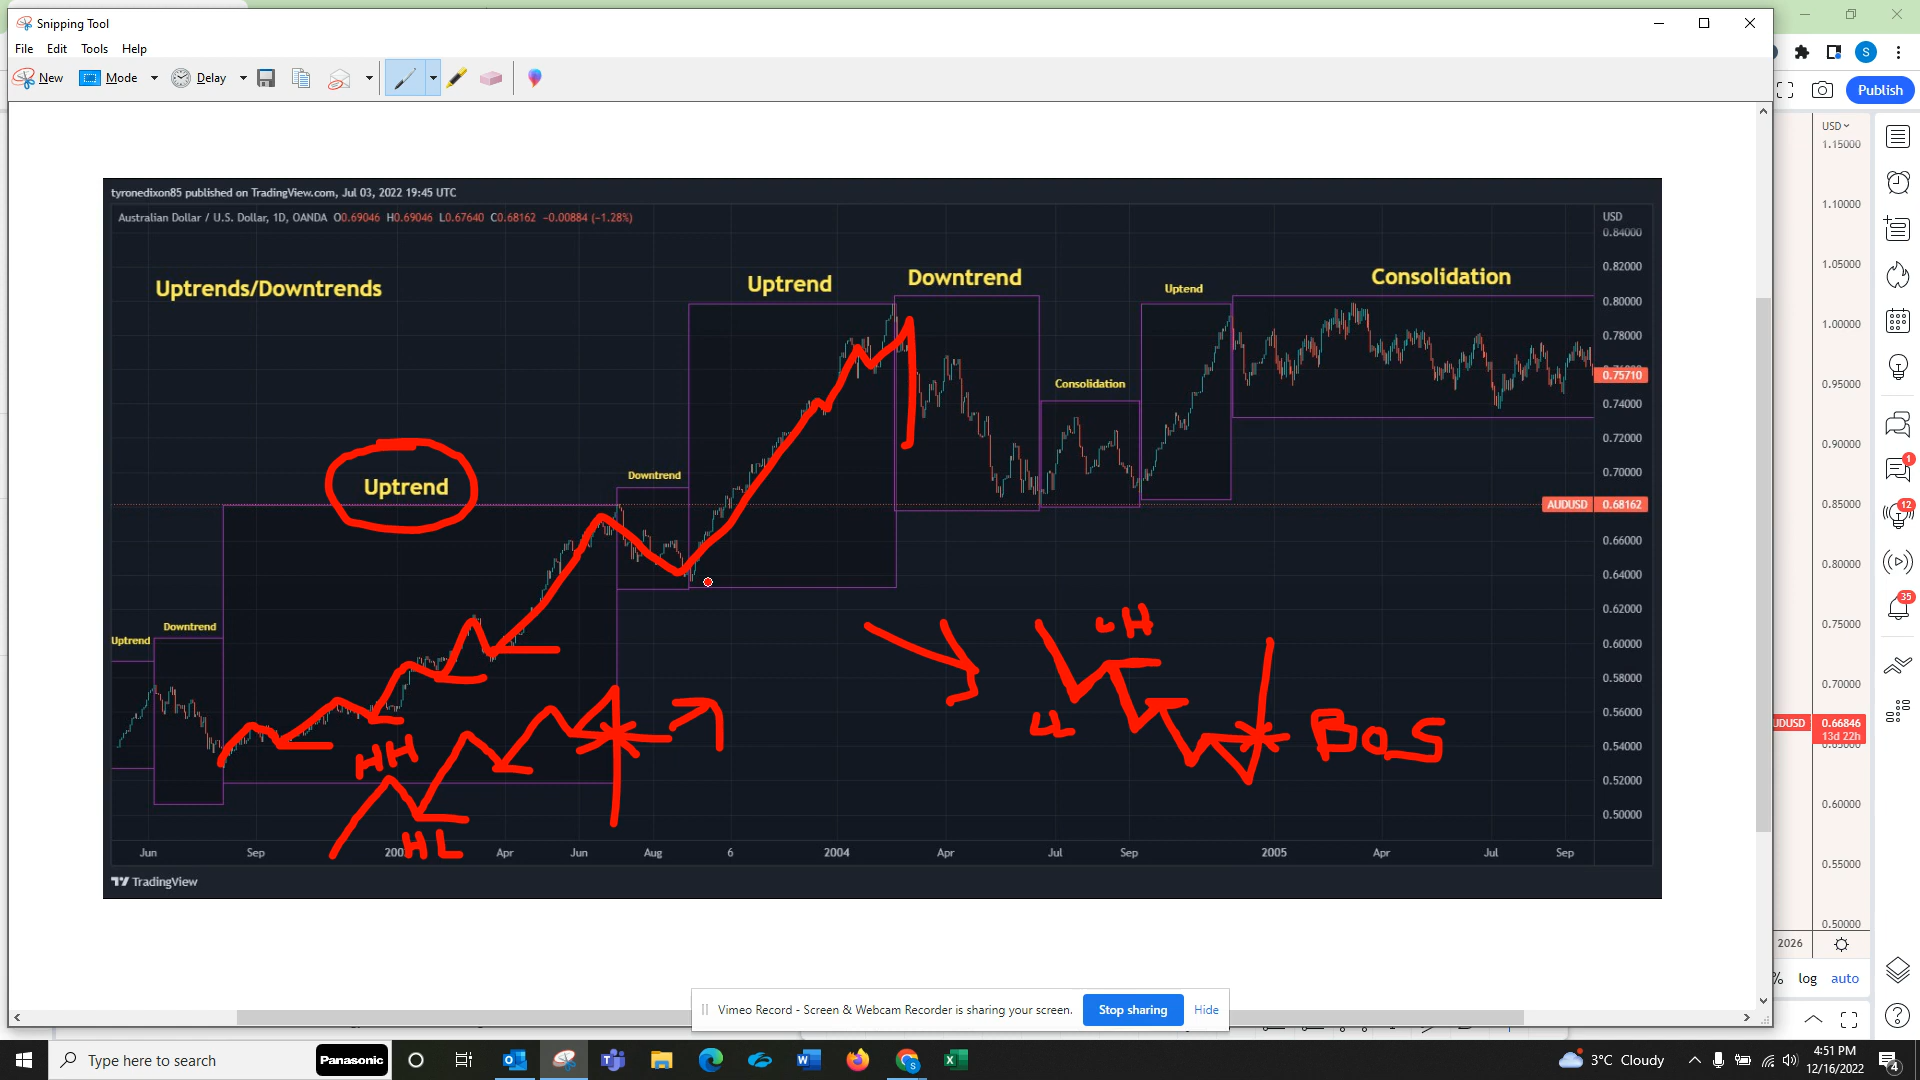 Snipping Tool
File Edit Tools Help
New Mode Delay
Publish
tyronedixon85 published on TradingView.com, Jul 03, 2022 19:45 UTC
Australian Dollar / U.S. Dollar, 1D, OANDA O0.69046 H0.69046 L0.67640 C0.68162 −0.00884 (−1.28%)
USD
0.84000
0.82000
0.80000
0.78000
0.75710
0.74000
0.72000
0.70000
AUDUSD 0.68162
0.66000
0.64000
0.62000
0.60000
0.58000
0.56000
0.54000
0.52000
0.50000
Uptrends/Downtrends
Uptrend
Downtrend
Uptend
Consolidation
Consolidation
Uptrend
Downtrend
Downtrend
Uptrend
HH
HL
H
BOS
Jun Sep Apr Jun Aug 6 2004 Apr Jul Sep 2005 Apr Jul Sep
TradingView
USD
1.15000
1.10000
1.05000
1.00000
0.95000
0.90000
0.85000
0.80000
0.75000
0.70000
UDUSD 0.66846
13d 22h
0.60000
0.55000
0.50000
2026
% log auto
S
1
12
35
Vimeo Record - Screen & Webcam Recorder is sharing your screen. Stop sharing Hide
Type here to search Panasonic
3°C Cloudy
4:51 PM
12/16/2022
4